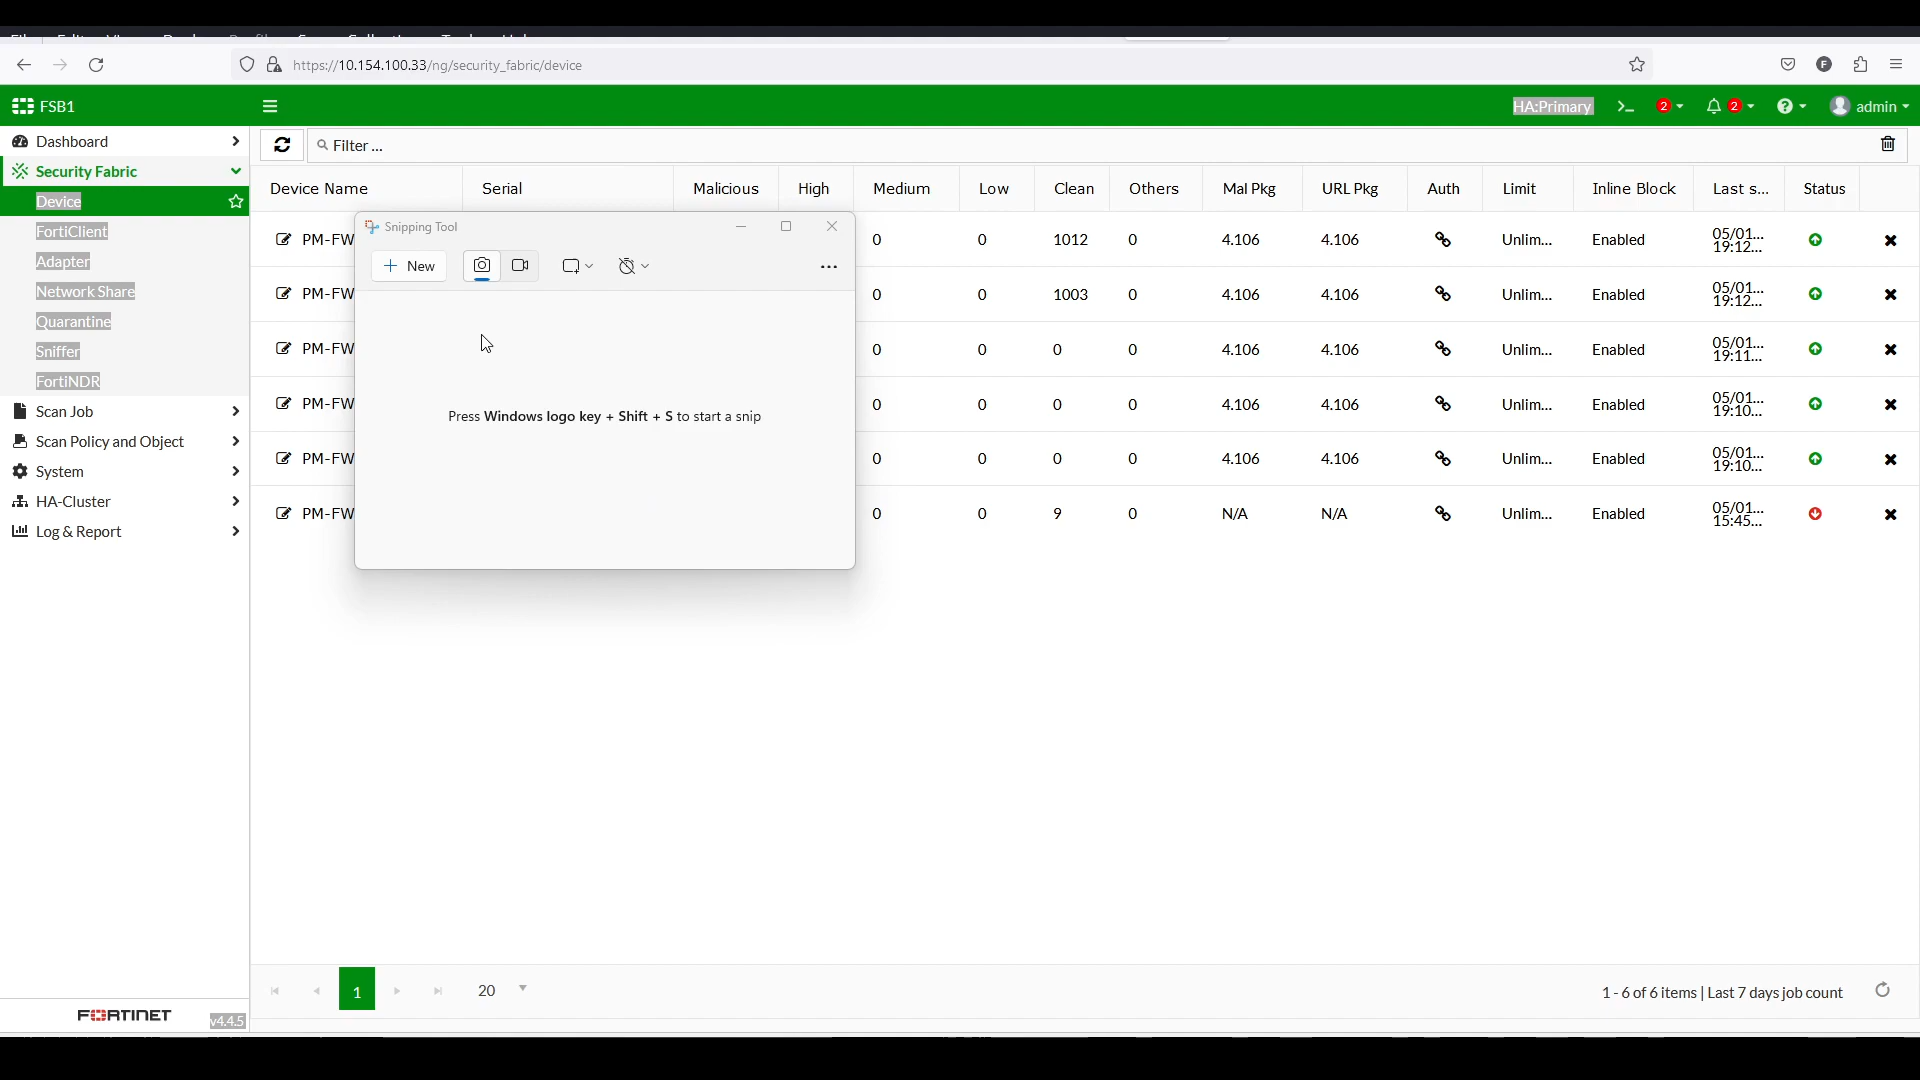 https://10.154.100.33/ng/security_fabric/device
FSB1
HA:Primary
2
2
admin
Dashboard
Security Fabric
Device
FortiClient
Adapter
Network Share
Quarantine
Sniffer
FortiNDR
Scan Job
Scan Policy and Object
System
HA-Cluster
Log & Report
FORTINET
v4.4.5
Filter ...
Device Name Serial Malicious High Medium Low Clean Others Mal Pkg URL Pkg Auth Limit Inline Block Last s... Status
PM-FW 0 0 1012 0 4.106 4.106 Unlim... Enabled 05/01... 19:12...
PM-FW 0 0 1003 0 4.106 4.106 Unlim... Enabled 05/01... 19:12...
PM-FW 0 0 0 0 4.106 4.106 Unlim... Enabled 05/01... 19:11...
PM-FW 0 0 0 0 4.106 4.106 Unlim... Enabled 05/01... 19:10...
PM-FW 0 0 0 0 4.106 4.106 Unlim... Enabled 05/01... 19:10...
PM-FW 0 0 9 0 N/A N/A Unlim... Enabled 05/01... 15:45...
Snipping Tool
New
Press Windows logo key + Shift + S to start a snip
1
20
1 - 6 of 6 items | Last 7 days job count